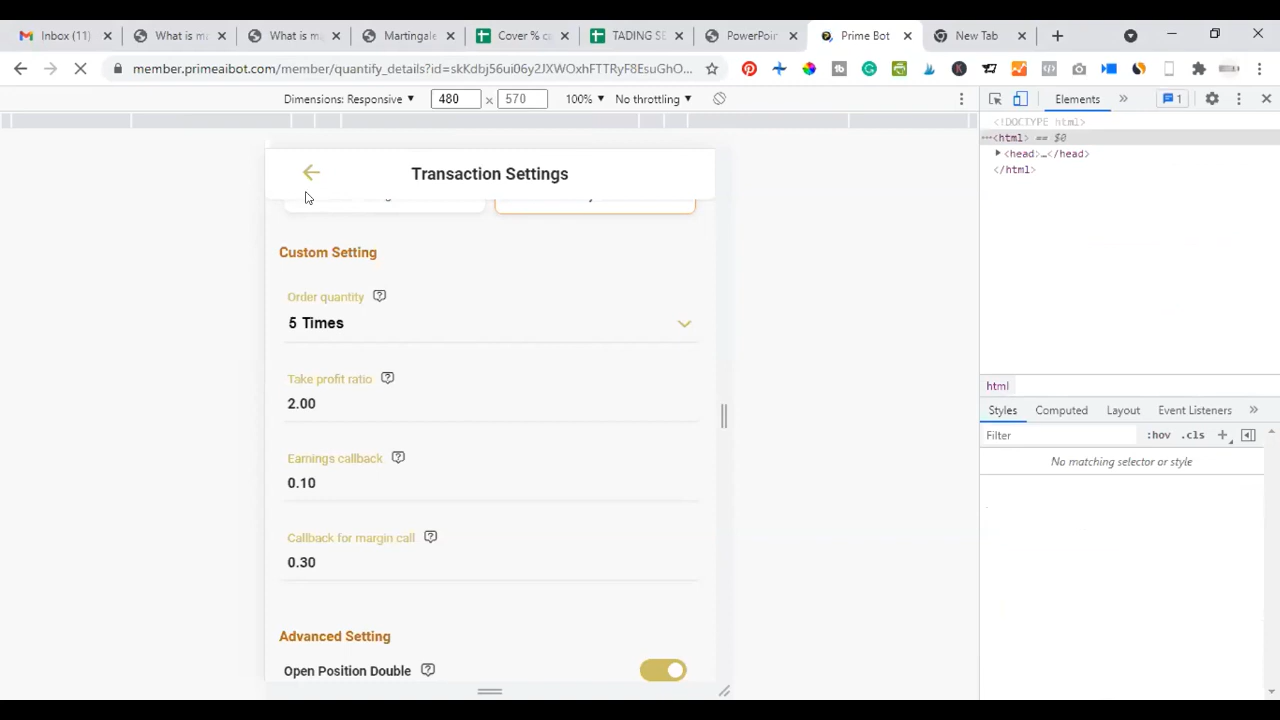 Inbox (11)
What is m
What is m
Martingale
Cover % c
TADING SE
PowerPoin
Prime Bot
New Tab
member.primeaibot.com/member/quantify_details?id=skKdbj56ui06y2JXWOxhFTTRyF8EsuGhO...
Dimensions: Responsive
480 × 570
100%
No throttling
Elements
1
<!DOCTYPE html>
<html> == $0
<head>…</head>
</html>
html
Styles
Computed
Layout
Event Listeners
Filter
:hov .cls
No matching selector or style
Transaction Settings
Custom Setting
Order quantity
5 Times
Take profit ratio
2.00
Earnings callback
0.10
Callback for margin call
0.30
Advanced Setting
Open Position Double